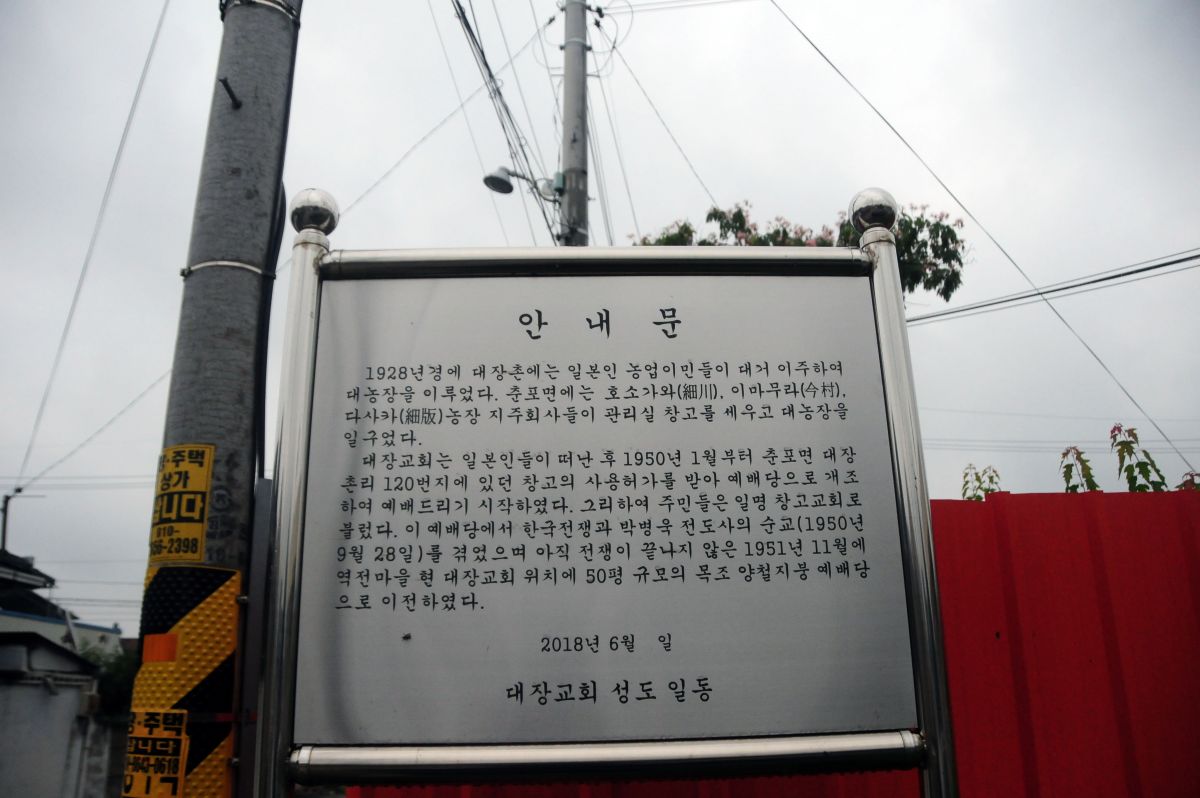 안 내 문
1928년경에 대장촌에는 일본인 농업이민들이 대거 이주하여
대농장을 이루었다. 춘포면에는 호소가와(細川), 이마무라(今村),
다사카(細版)농장 지주회사들이 관리실 창고를 세우고 대농장을
일구었다.
대장교회는 일본인들이 떠난 후 1950년 1월부터 춘포면 대장
촌리 120번지에 있던 창고의 사용허가를 받아 예배당으로 개조
하여 예배드리기 시작하였다. 그리하여 주민들은 일명 창고교회로
불렀다. 이 예배당에서 한국전쟁과 박병욱 전도사의 순교(1950년
9월 28일)를 겪었으며 아직 전쟁이 끝나지 않은 1951년 11월에
역전마을 현 대장교회 위치에 50평 규모의 목조 양철지붕 예배당
으로 이전하였다.
2018년 6월 일
대장교회 성도 일동
주택
상가
010-
주택